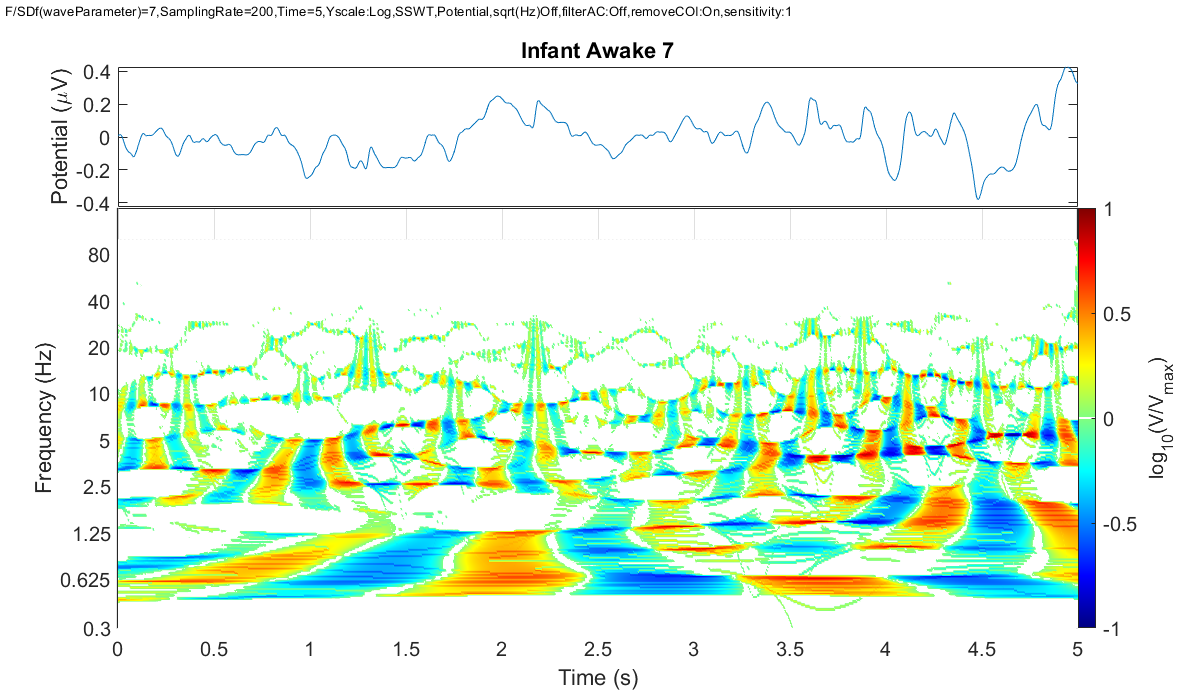 F/SDf(waveParameter)=7,SamplingRate=200,Time=5,Yscale:Log,SSWT,Potential,sqrt(Hz)Off,filterAC:Off,removeCOI:On,sensitivity:1
Infant Awake 7
Potential (μV)
0.4
0.2
0
-0.2
-0.4
Frequency (Hz)
80
40
20
10
5
2.5
1.25
0.625
0.3
0 0.5 1 1.5 2 2.5 3 3.5 4 4.5 5
Time (s)
1
0.5
0
-0.5
-1
log10(V/Vmax)